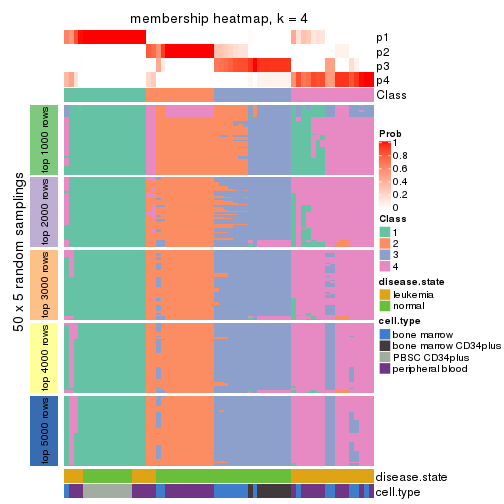 membership heatmap, k = 4
p1
p2
p3
p4
Class
50 x 5 random samplings
top 1000 rows
top 2000 rows
top 3000 rows
top 4000 rows
top 5000 rows
Prob
1
0.8
0.6
0.4
0.2
0
Class
1
2
3
4
disease.state
leukemia
normal
cell.type
bone marrow
bone marrow CD34plus
PBSC CD34plus
peripheral blood
disease.state
cell.type